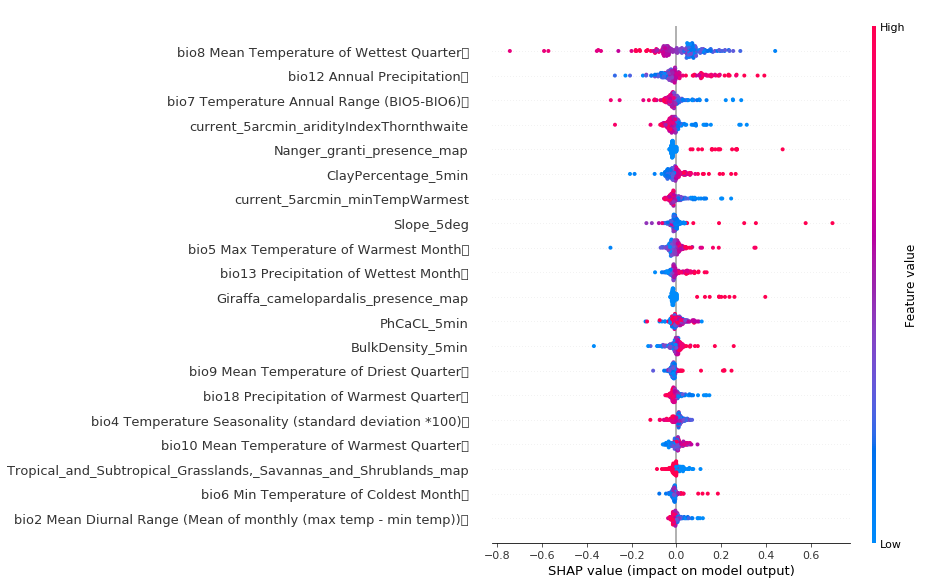 High
bio8 Mean Temperature of Wettest Quarter
bio12 Annual Precipitation
bio7 Temperature Annual Range (BIO5-BIO6)
current_5arcmin_aridityIndexThornthwaite
Nanger_granti_presence_map
ClayPercentage_5min
current_5arcmin_minTempWarmest
Slope_5deg
bio5 Max Temperature of Warmest Month
bio13 Precipitation of Wettest Month
Giraffa_camelopardalis_presence_map
PhCaCL_5min
BulkDensity_5min
bio9 Mean Temperature of Driest Quarter
bio18 Precipitation of Warmest Quarter
bio4 Temperature Seasonality (standard deviation *100)
bio10 Mean Temperature of Warmest Quarter
Tropical_and_Subtropical_Grasslands,_Savannas_and_Shrublands_map
bio6 Min Temperature of Coldest Month
bio2 Mean Diurnal Range (Mean of monthly (max temp - min temp))
Feature value
Low
−0.8 −0.6 −0.4 −0.2 0.0 0.2 0.4 0.6
SHAP value (impact on model output)